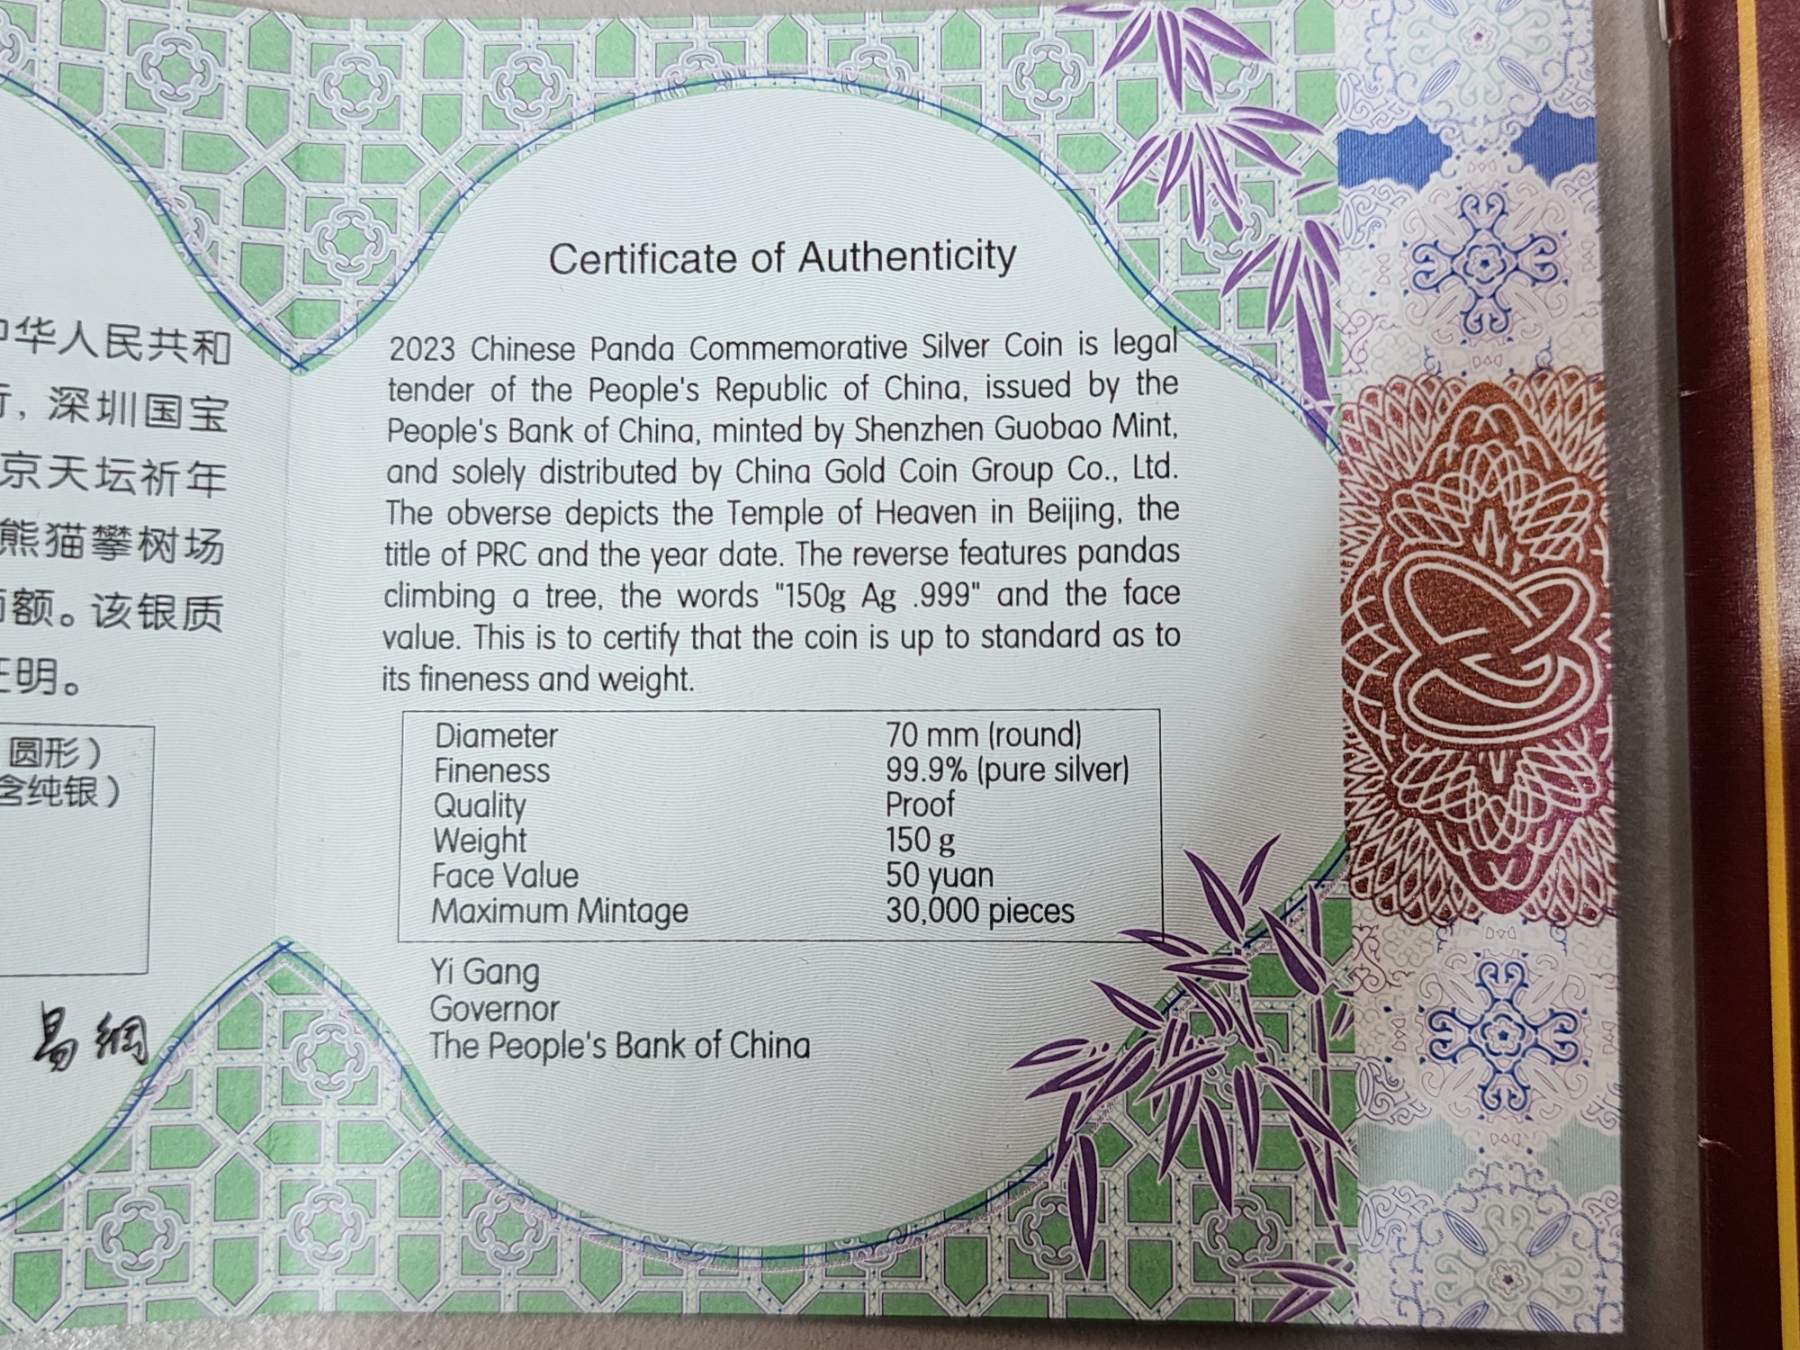 中华人民共和
行，深圳国宝
京天坛祈年
熊猫攀树场
面额。该银质
证明。
圆形）
含纯银）
易纲
Certificate of Authenticity
2023 Chinese Panda Commemorative Silver Coin is legal
tender of the People's Republic of China, issued by the
People's Bank of China, minted by Shenzhen Guobao Mint,
and solely distributed by China Gold Coin Group Co., Ltd.
The obverse depicts the Temple of Heaven in Beijing, the
title of PRC and the year date. The reverse features pandas
climbing a tree, the words "150g Ag .999" and the face
value. This is to certify that the coin is up to standard as to
its fineness and weight.
Diameter 70 mm (round)
Fineness 99.9% (pure silver)
Quality Proof
Weight 150 g
Face Value 50 yuan
Maximum Mintage 30,000 pieces
Yi Gang
Governor
The People's Bank of China